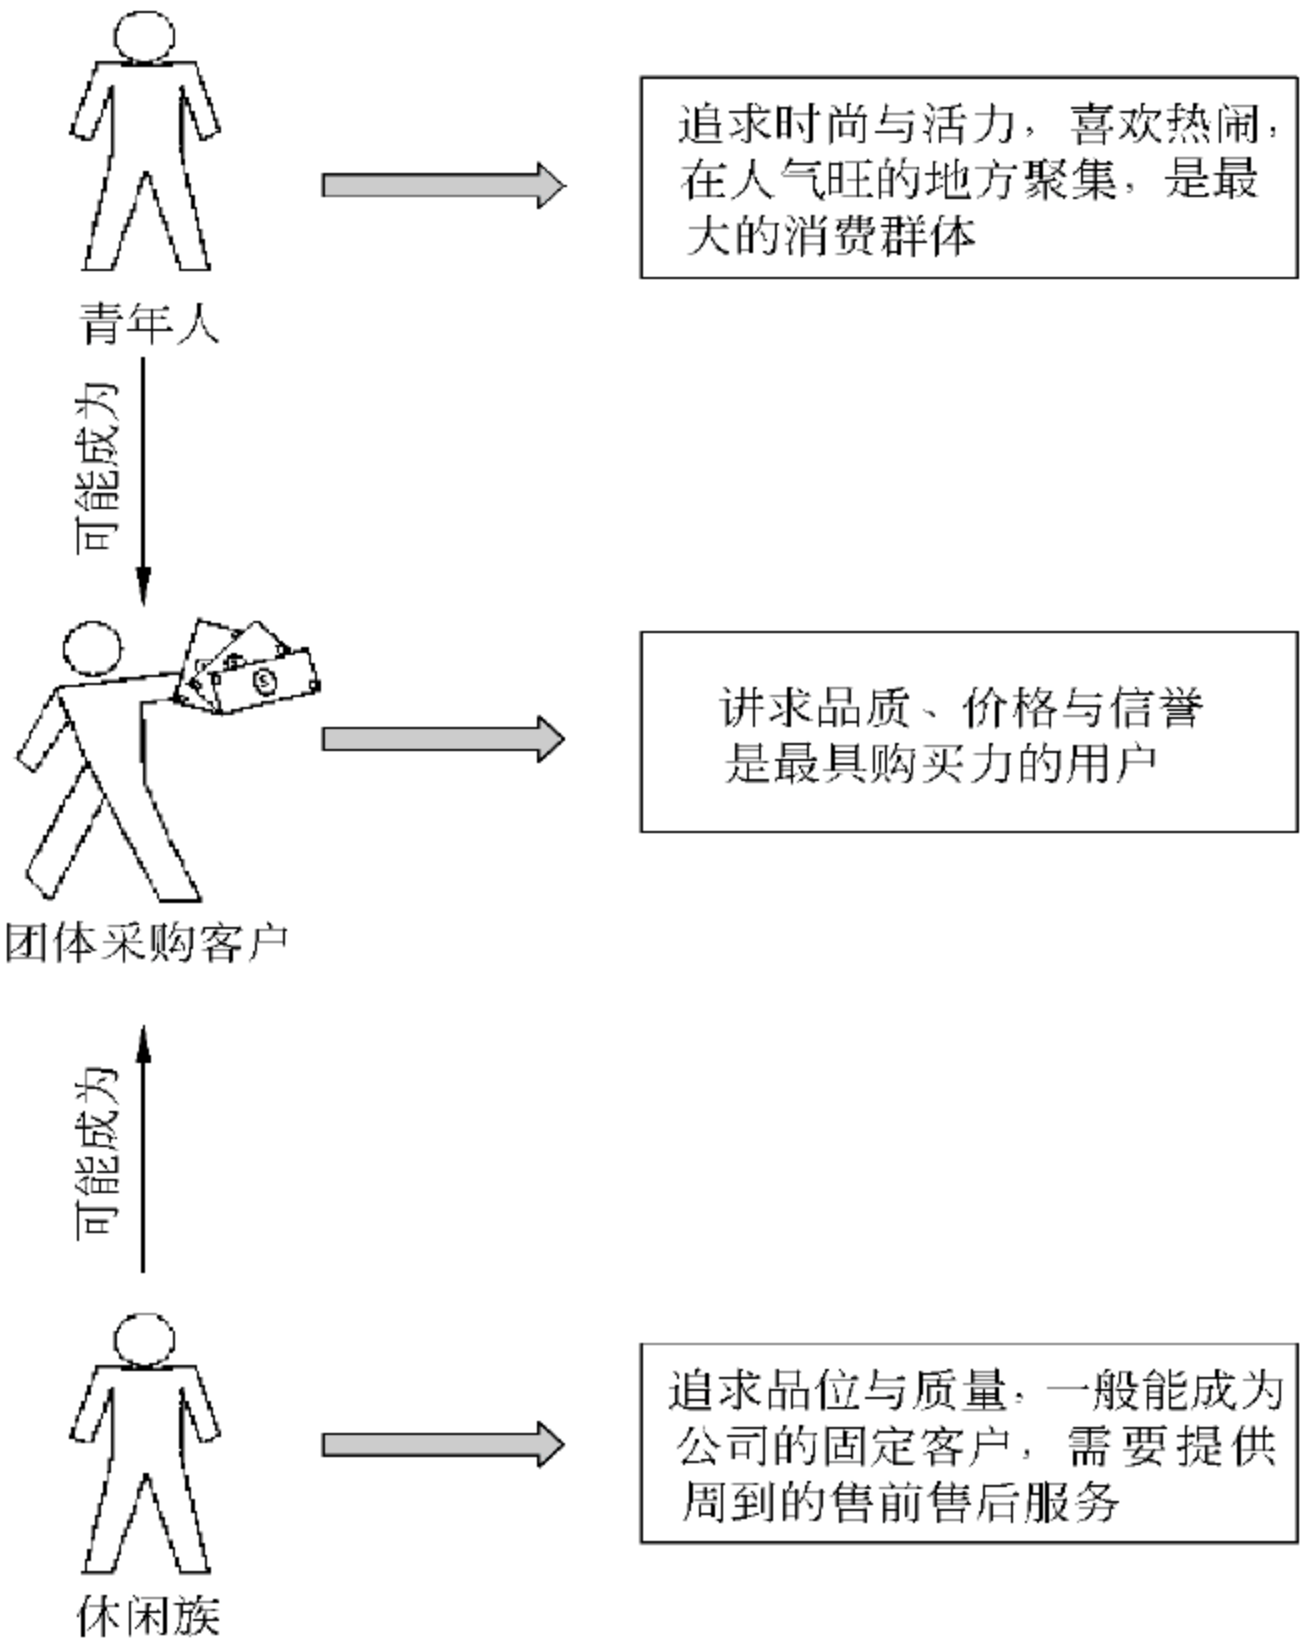 追求时尚与活力，喜欢热闹，
在人气旺的地方聚集，是最
大的消费群体
青年人
可能成为
讲求品质、价格与信誉
是最具购买力的用户
团体采购客户
可能成为
追求品位与质量，一般能成为
公司的固定客户，需要提供
周到的售前售后服务
休闲族